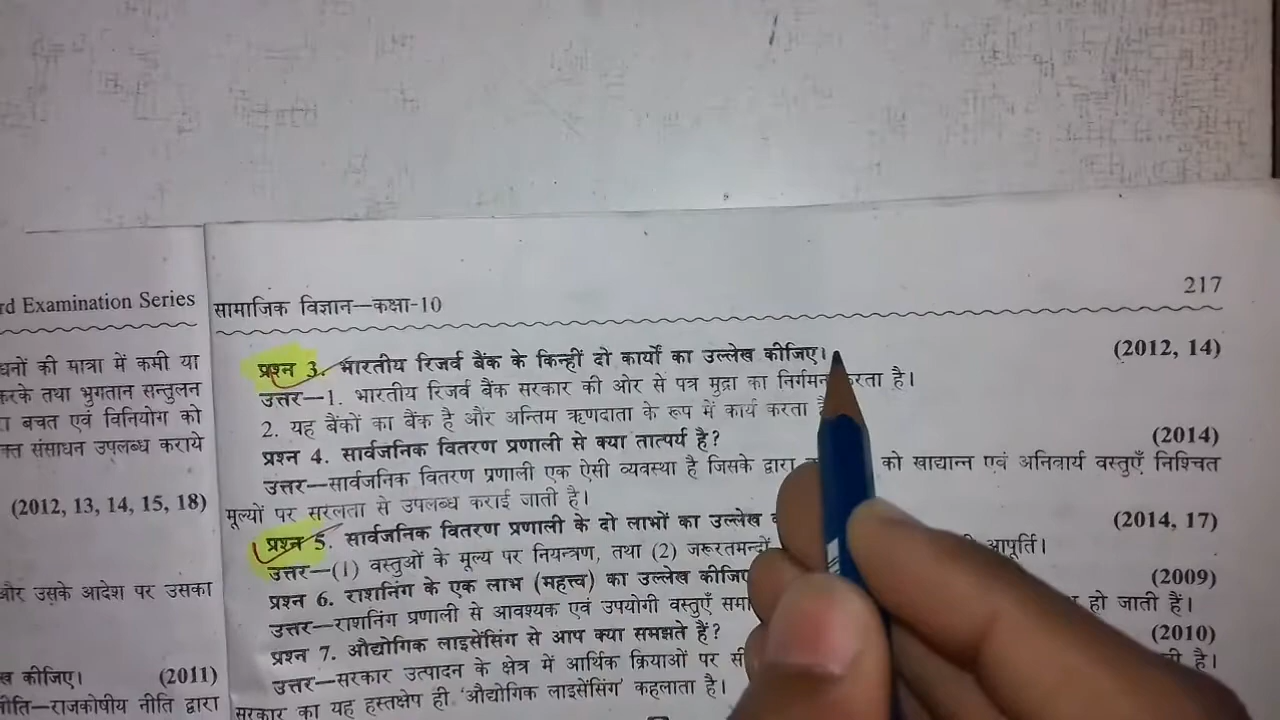 rd Examination Series
धनों की मात्रा में कमी या
करके तथा भुगतान सन्तुलन
बचत एवं विनियोग को
संसाधन उपलब्ध कराये
(2012, 13, 14, 15, 18)
और उसके आदेश पर उसका
ख कीजिए। (2011)
नीति—राजकोषीय नीति द्वारा
सामाजिक विज्ञान—कक्षा-10 217
प्रश्न 3. भारतीय रिजर्व बैंक के किन्हीं दो कार्यों का उल्लेख कीजिए। (2012, 14)
उत्तर—1. भारतीय रिजर्व बैंक सरकार की ओर से पत्र मुद्रा का निर्गमन करता है।
2. यह बैंकों का बैंक है और अन्तिम ऋणदाता के रूप में कार्य करता
प्रश्न 4. सार्वजनिक वितरण प्रणाली से क्या तात्पर्य है? (2014)
उत्तर—सार्वजनिक वितरण प्रणाली एक ऐसी व्यवस्था है जिसके द्वारा को खाद्यान्न एवं अनिवार्य वस्तुएँ निश्चित
मूल्यों पर सरलता से उपलब्ध कराई जाती है।
प्रश्न 5. सार्वजनिक वितरण प्रणाली के दो लाभों का उल्लेख (2014, 17)
उत्तर—(1) वस्तुओं के मूल्य पर नियन्त्रण, तथा (2) जरूरतमन्दों आपूर्ति।
प्रश्न 6. राशनिंग के एक लाभ (महत्त्व) का उल्लेख कीजिए (2009)
उत्तर—राशनिंग प्रणाली से आवश्यक एवं उपयोगी वस्तुएँ हो जाती हैं।
प्रश्न 7. औद्योगिक लाइसेंसिंग से आप क्या समझते हैं? (2010)
उत्तर—सरकार उत्पादन के क्षेत्र में आर्थिक क्रियाओं पर है।
सरकार का यह हस्तक्षेप ही 'औद्योगिक लाइसेंसिंग' कहलाता है।